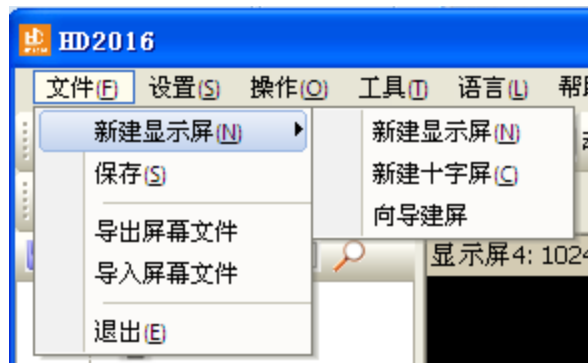 HD2016
文件(F) 设置(S) 操作(O) 工具(T) 语言(L)
新建显示屏(N)
保存(S)
导出屏幕文件
导入屏幕文件
退出(E)
新建显示屏(N)
新建十字屏(C)
向导建屏
显示屏4: 1024